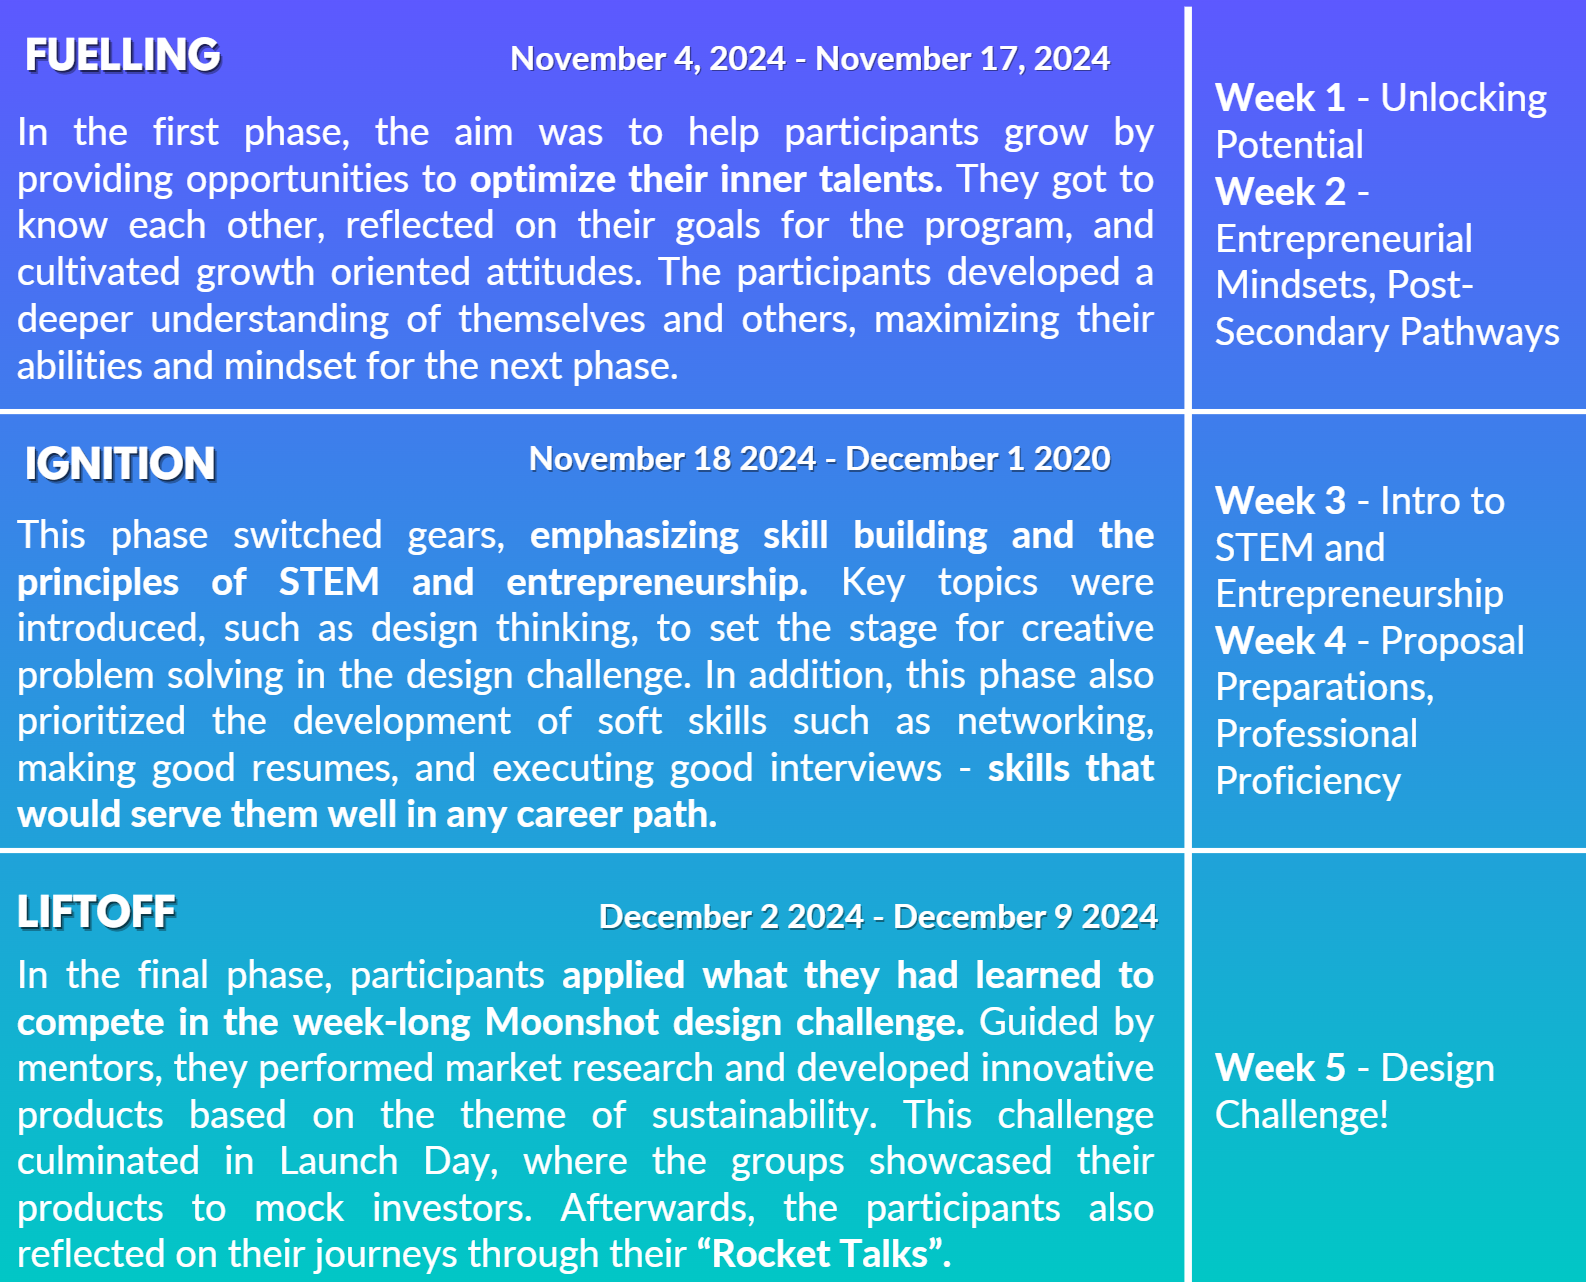 FUELLING
November 4, 2024 - November 17, 2024
In the first phase, the aim was to help participants grow by
providing opportunities to optimize their inner talents. They got to
know each other, reflected on their goals for the program, and
cultivated growth oriented attitudes. The participants developed a
deeper understanding of themselves and others, maximizing their
abilities and mindset for the next phase.
Week 1 - Unlocking
Potential
Week 2 -
Entrepreneurial
Mindsets, Post-
Secondary Pathways
IGNITION
November 18 2024 - December 1 2020
This phase switched gears, emphasizing skill building and the
principles of STEM and entrepreneurship. Key topics were
introduced, such as design thinking, to set the stage for creative
problem solving in the design challenge. In addition, this phase also
prioritized the development of soft skills such as networking,
making good resumes, and executing good interviews - skills that
would serve them well in any career path.
Week 3 - Intro to
STEM and
Entrepreneurship
Week 4 - Proposal
Preparations,
Professional
Proficiency
LIFTOFF
December 2 2024 - December 9 2024
In the final phase, participants applied what they had learned to
compete in the week-long Moonshot design challenge. Guided by
mentors, they performed market research and developed innovative
products based on the theme of sustainability. This challenge
culminated in Launch Day, where the groups showcased their
products to mock investors. Afterwards, the participants also
reflected on their journeys through their “Rocket Talks”.
Week 5 - Design
Challenge!